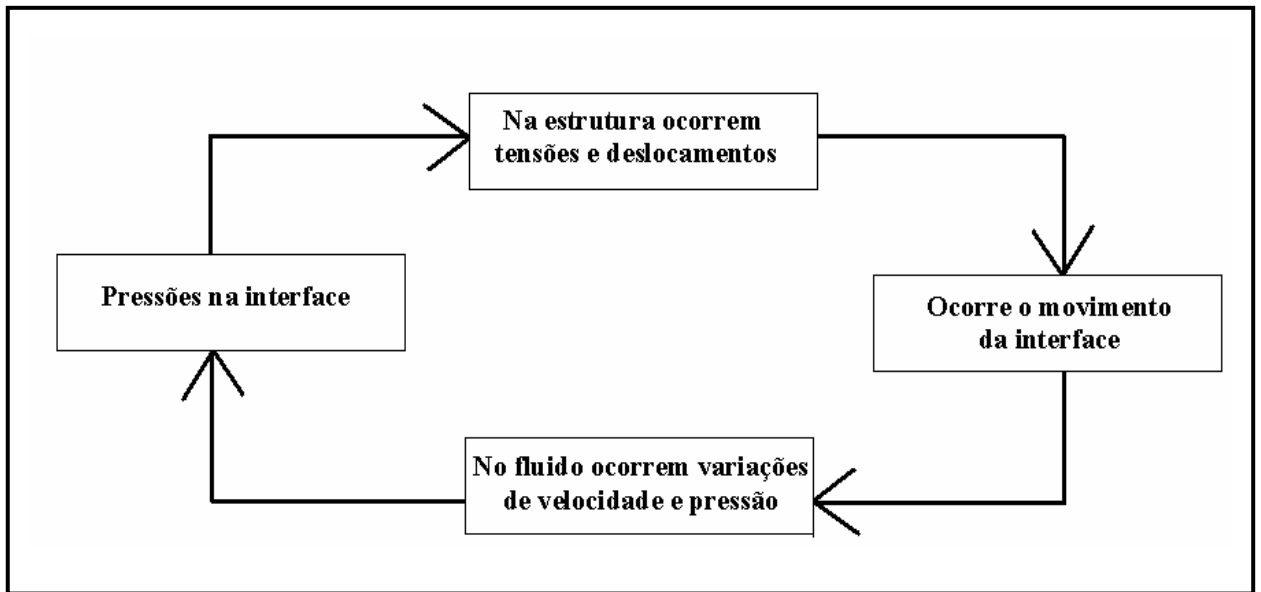 Na estrutura ocorrem
tensões e deslocamentos
Pressões na interface
Ocorre o movimento
da interface
No fluido ocorrem variações
de velocidade e pressão